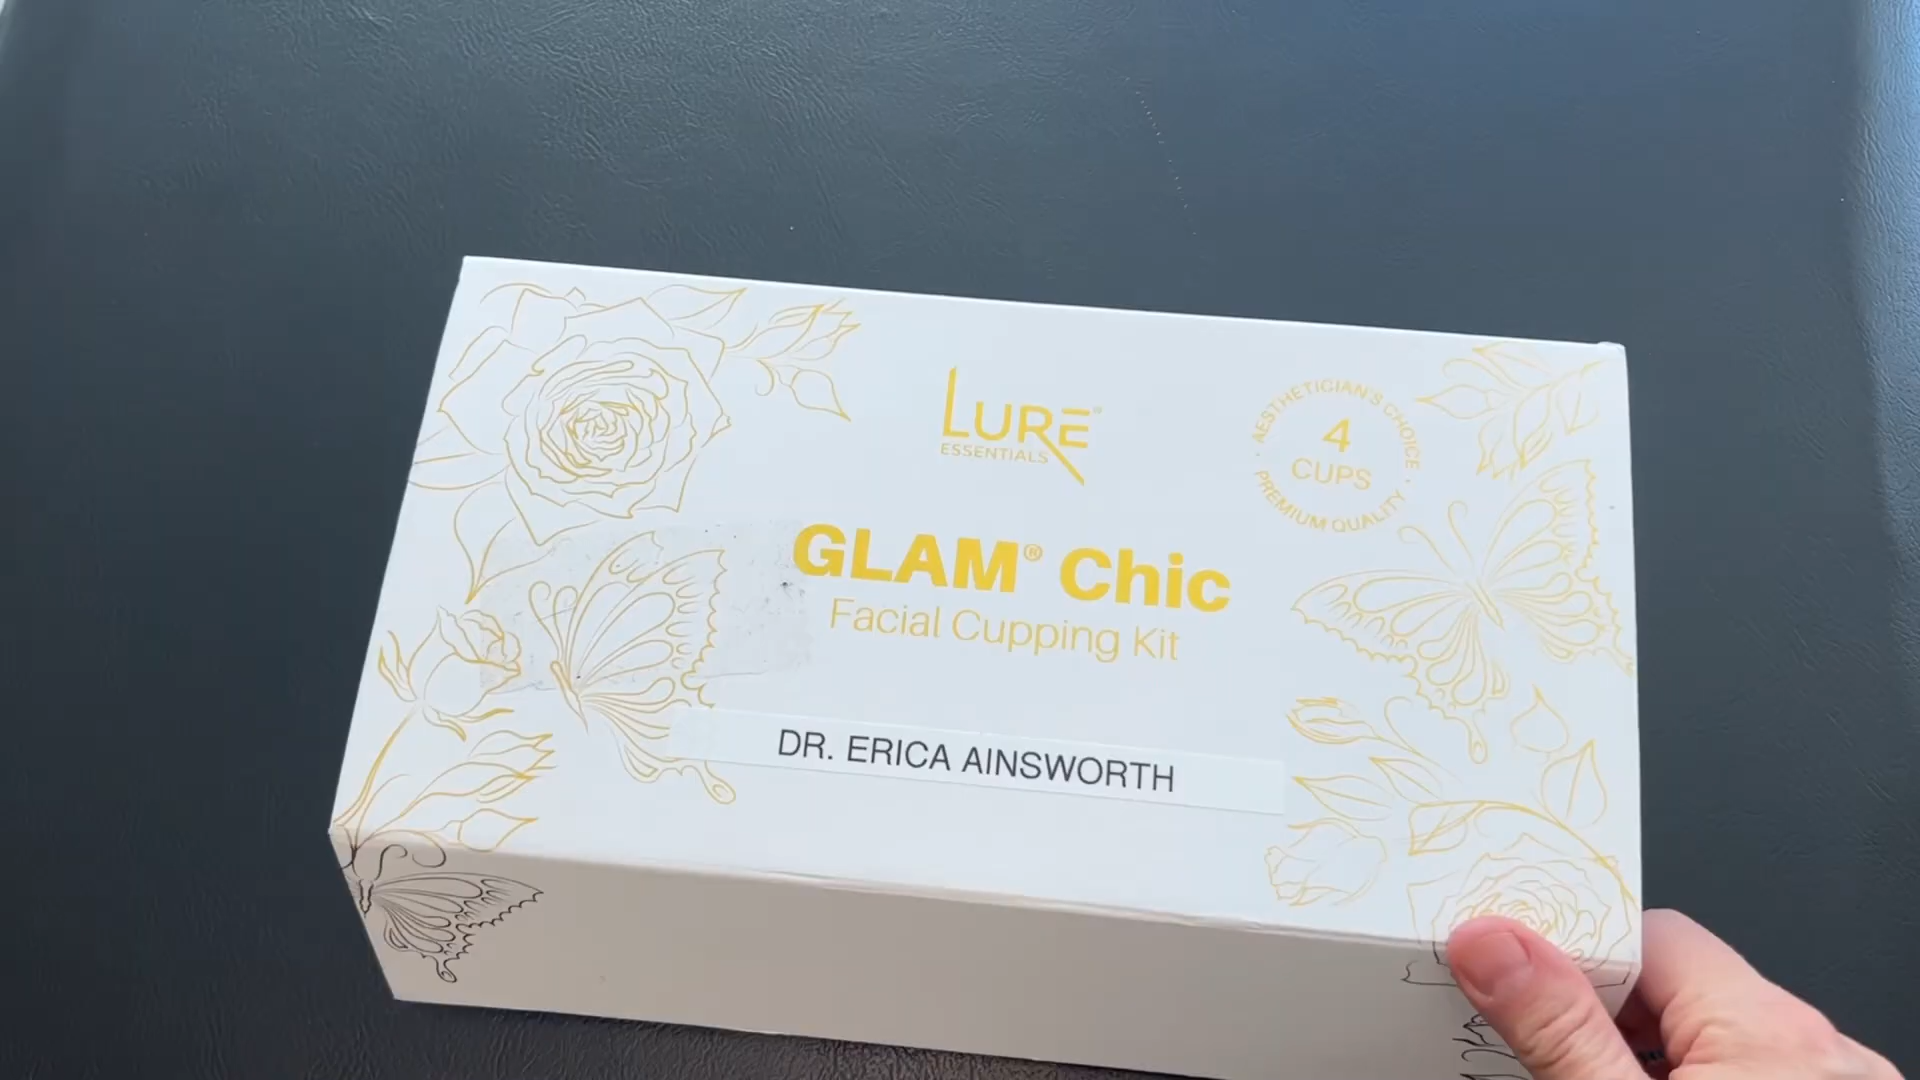 LURE®
ESSENTIALS
AESTHETICIAN'S CHOICE
4
CUPS
PREMIUM QUALITY
GLAM® Chic
Facial Cupping Kit
DR. ERICA AINSWORTH